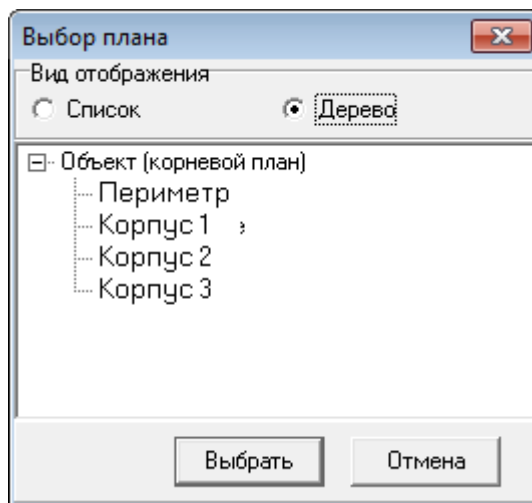 Выбор плана
Вид отображения
Список Дерево
Объект (корневой план)
Периметр
Корпус 1
Корпус 2
Корпус 3
Выбрать Отмена